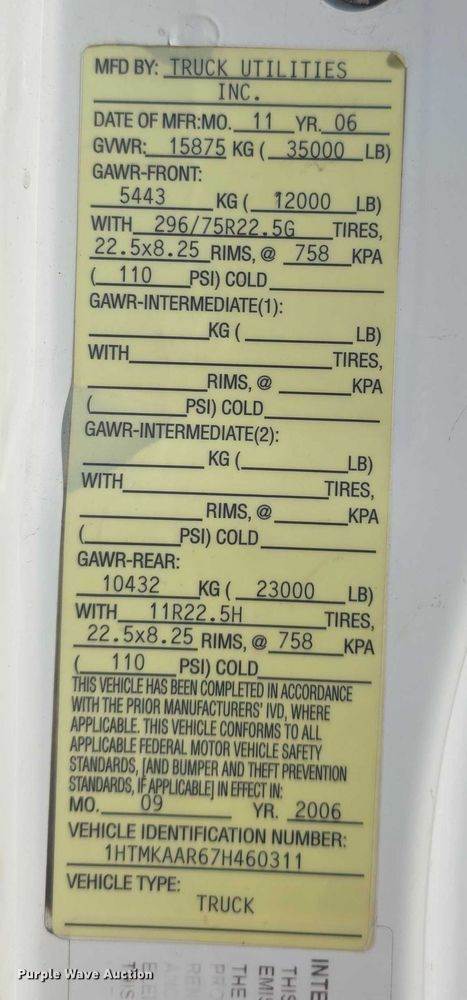 MFD BY: TRUCK UTILITIES
INC.
DATE OF MFR:MO. 11 YR. 06
GVWR: 15875 KG ( 35000 LB)
GAWR-FRONT:
5443 KG ( 12000 LB)
WITH 296/75R22.5G TIRES,
22.5x8.25 RIMS, @ 758 KPA
( 110 PSI) COLD
GAWR-INTERMEDIATE(1):
KG ( LB)
WITH TIRES,
RIMS, @ KPA
( PSI) COLD
GAWR-INTERMEDIATE(2):
KG ( LB)
WITH TIRES,
RIMS, @ KPA
( PSI) COLD
GAWR-REAR:
10432 KG ( 23000 LB)
WITH 11R22.5H TIRES,
22.5x8.25 RIMS, @ 758 KPA
( 110 PSI) COLD
THIS VEHICLE HAS BEEN COMPLETED IN ACCORDANCE
WITH THE PRIOR MANUFACTURERS' IVD, WHERE
APPLICABLE. THIS VEHICLE CONFORMS TO ALL
APPLICABLE FEDERAL MOTOR VEHICLE SAFETY
STANDARDS, [AND BUMPER AND THEFT PREVENTION
STANDARDS, IF APPLICABLE] IN EFFECT IN:
MO. 09 YR. 2006
VEHICLE IDENTIFICATION NUMBER:
1HTMKAAR67H460311
VEHICLE TYPE:
TRUCK
Purple Wave Auction